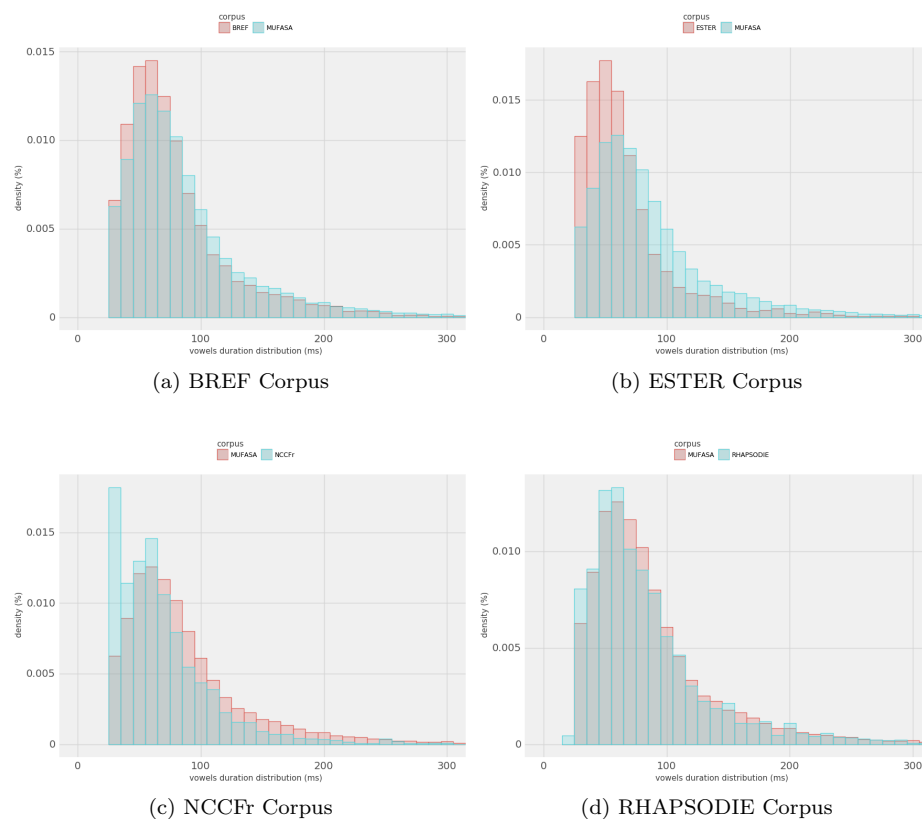 corpus
BREF MUFASA
0.015
0.010
0.005
0
density (%)
0 100 200 300
vowels duration distribution (ms)
(a) BREF Corpus
corpus
ESTER MUFASA
0.015
0.010
0.005
0
density (%)
0 100 200 300
vowels duration distribution (ms)
(b) ESTER Corpus
corpus
MUFASA NCCFr
0.015
0.010
0.005
0
density (%)
0 100 200 300
vowels duration distribution (ms)
(c) NCCFr Corpus
corpus
MUFASA RHAPSODIE
0.010
0.005
0
density (%)
0 100 200 300
vowels duration distribution (ms)
(d) RHAPSODIE Corpus